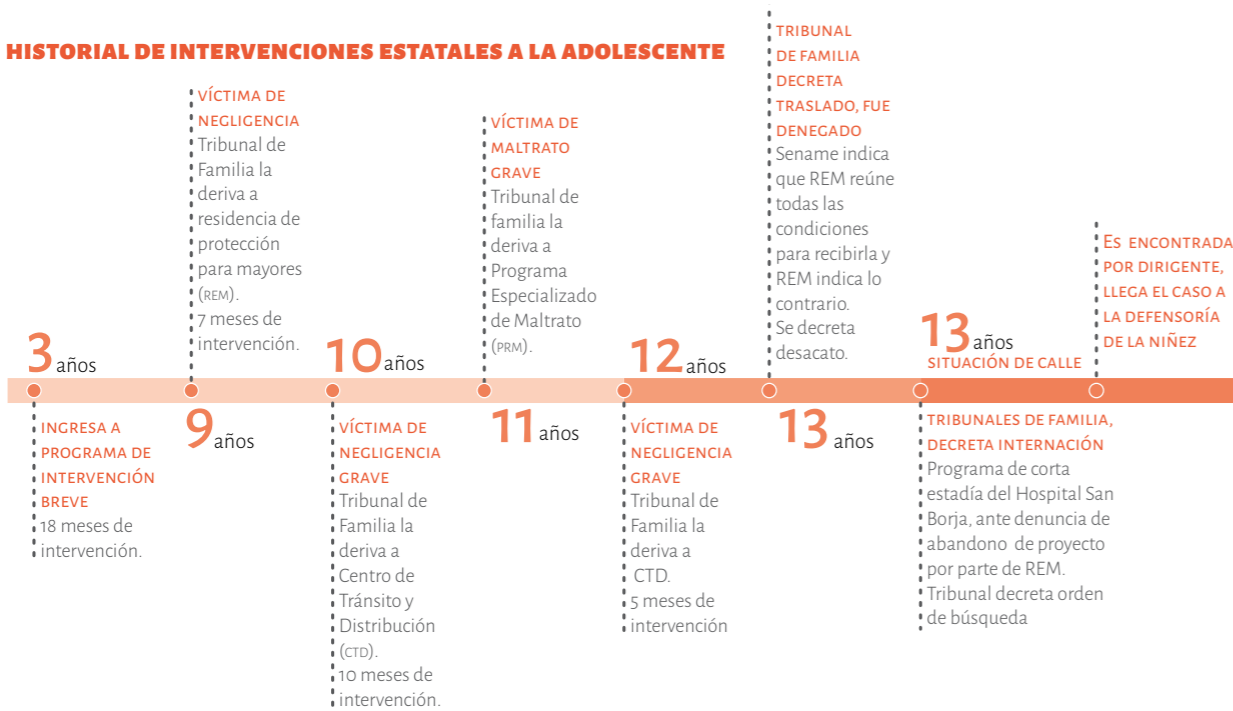 HISTORIAL DE INTERVENCIONES ESTATALES A LA ADOLESCENTE
3 años
INGRESA A
PROGRAMA DE
INTERVENCIÓN
BREVE
18 meses de
intervención.
VÍCTIMA DE
NEGLIGENCIA
Tribunal de
Familia la
deriva a
residencia de
protección
para mayores
(REM).
7 meses de
intervención.
9 años
10 años
VÍCTIMA DE
NEGLIGENCIA
GRAVE
Tribunal de
Familia la
deriva a
Centro de
Tránsito y
Distribución
(CTD).
10 meses de
intervención.
VÍCTIMA DE
MALTRATO
GRAVE
Tribunal de
familia la
deriva a
Programa
Especializado
de Maltrato
(PRM).
11 años
12 años
VÍCTIMA DE
NEGLIGENCIA
GRAVE
Tribunal de
Familia la
deriva a
CTD.
5 meses de
intervención
TRIBUNAL
DE FAMILIA
DECRETA
TRASLADO, FUE
DENEGADO
Sename indica
que REM reúne
todas las
condiciones
para recibirla y
REM indica lo
contrario.
Se decreta
desacato.
13 años
13 años
SITUACIÓN DE CALLE
TRIBUNALES DE FAMILIA,
DECRETA INTERNACIÓN
Programa de corta
estadía del Hospital San
Borja, ante denuncia de
abandono de proyecto
por parte de REM.
Tribunal decreta orden
de búsqueda
ES ENCONTRADA
POR DIRIGENTE,
LLEGA EL CASO A
LA DEFENSORÍA
DE LA NIÑEZ